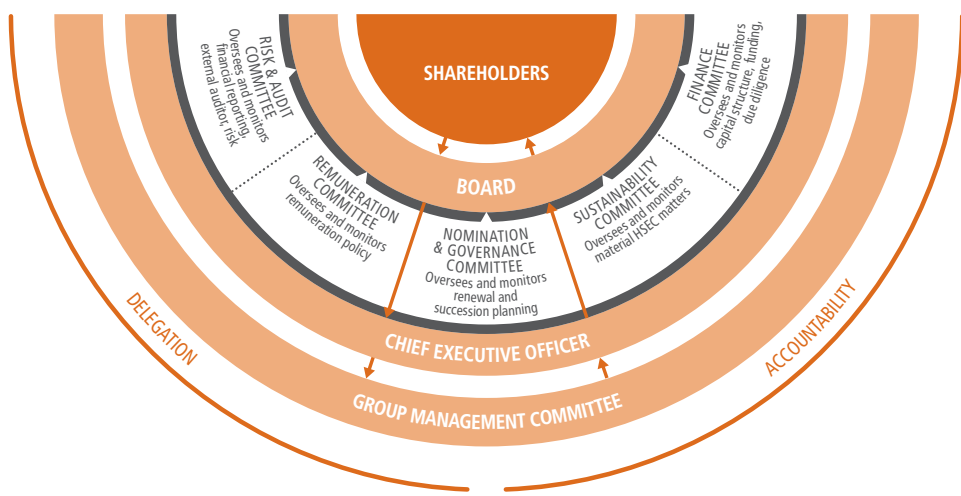 SHAREHOLDERS
BOARD
RISK & AUDIT
COMMITTEE
Oversees and monitors
financial reporting,
external auditor, risk
REMUNERATION
COMMITTEE
Oversees and monitors
remuneration policy
NOMINATION
& GOVERNANCE
COMMITTEE
Oversees and monitors
renewal and
succession planning
SUSTAINABILITY
COMMITTEE
Oversees and monitors
material HSEC matters
FINANCE
COMMITTEE
Oversees and monitors
capital structure, funding,
due diligence
CHIEF EXECUTIVE OFFICER
GROUP MANAGEMENT COMMITTEE
DELEGATION
ACCOUNTABILITY